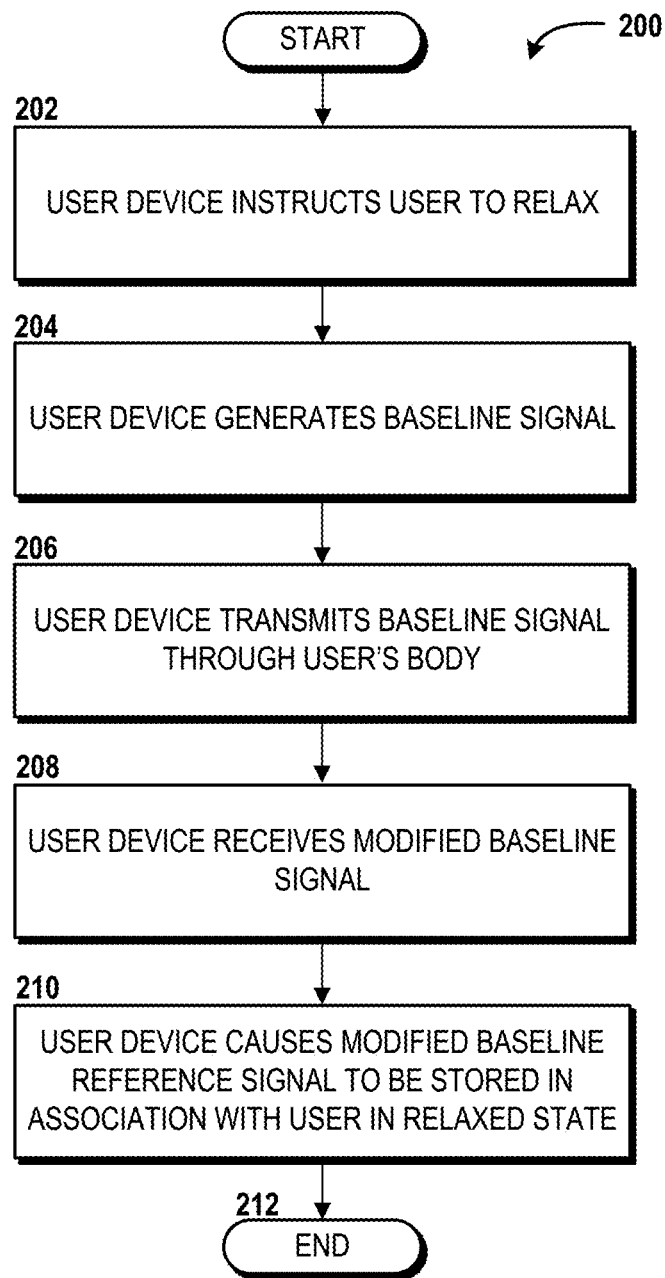 START
200
202
USER DEVICE INSTRUCTS USER TO RELAX
204
USER DEVICE GENERATES BASELINE SIGNAL
206
USER DEVICE TRANSMITS BASELINE SIGNAL
THROUGH USER'S BODY
208
USER DEVICE RECEIVES MODIFIED BASELINE
SIGNAL
210
USER DEVICE CAUSES MODIFIED BASELINE
REFERENCE SIGNAL TO BE STORED IN
ASSOCIATION WITH USER IN RELAXED STATE
212
END